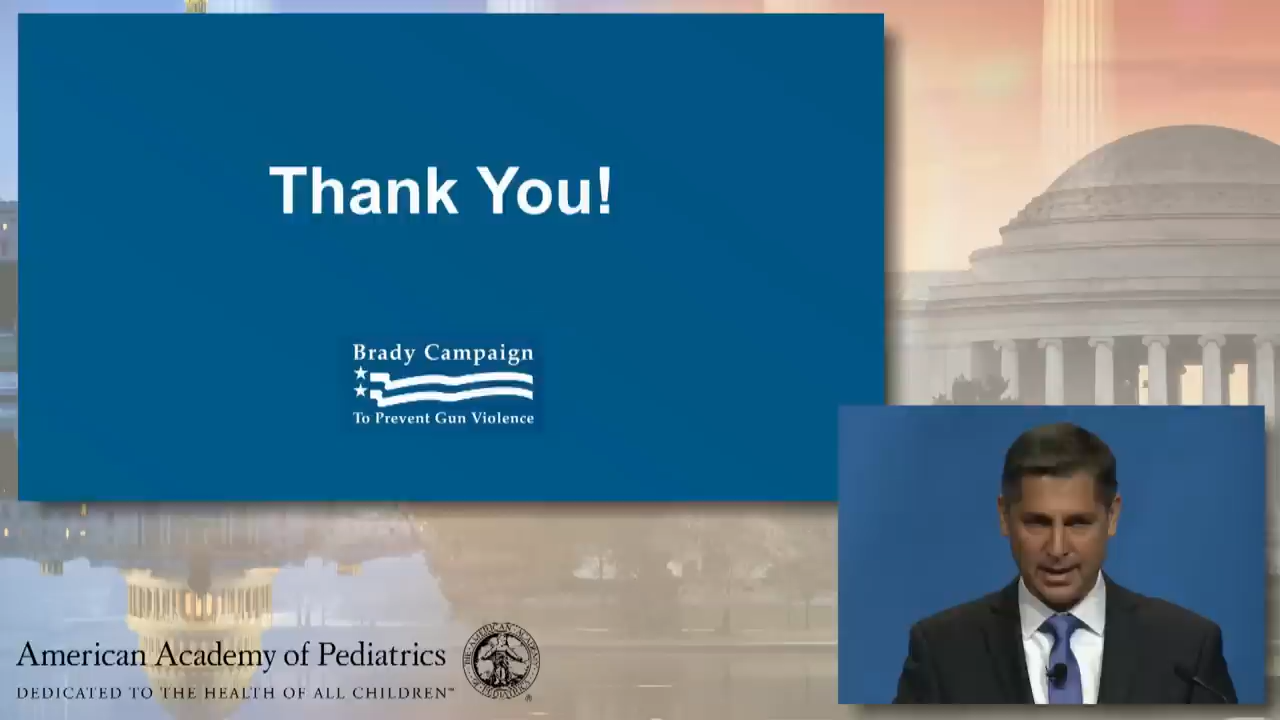 Thank You!
Brady Campaign
To Prevent Gun Violence
American Academy of Pediatrics
DEDICATED TO THE HEALTH OF ALL CHILDREN™